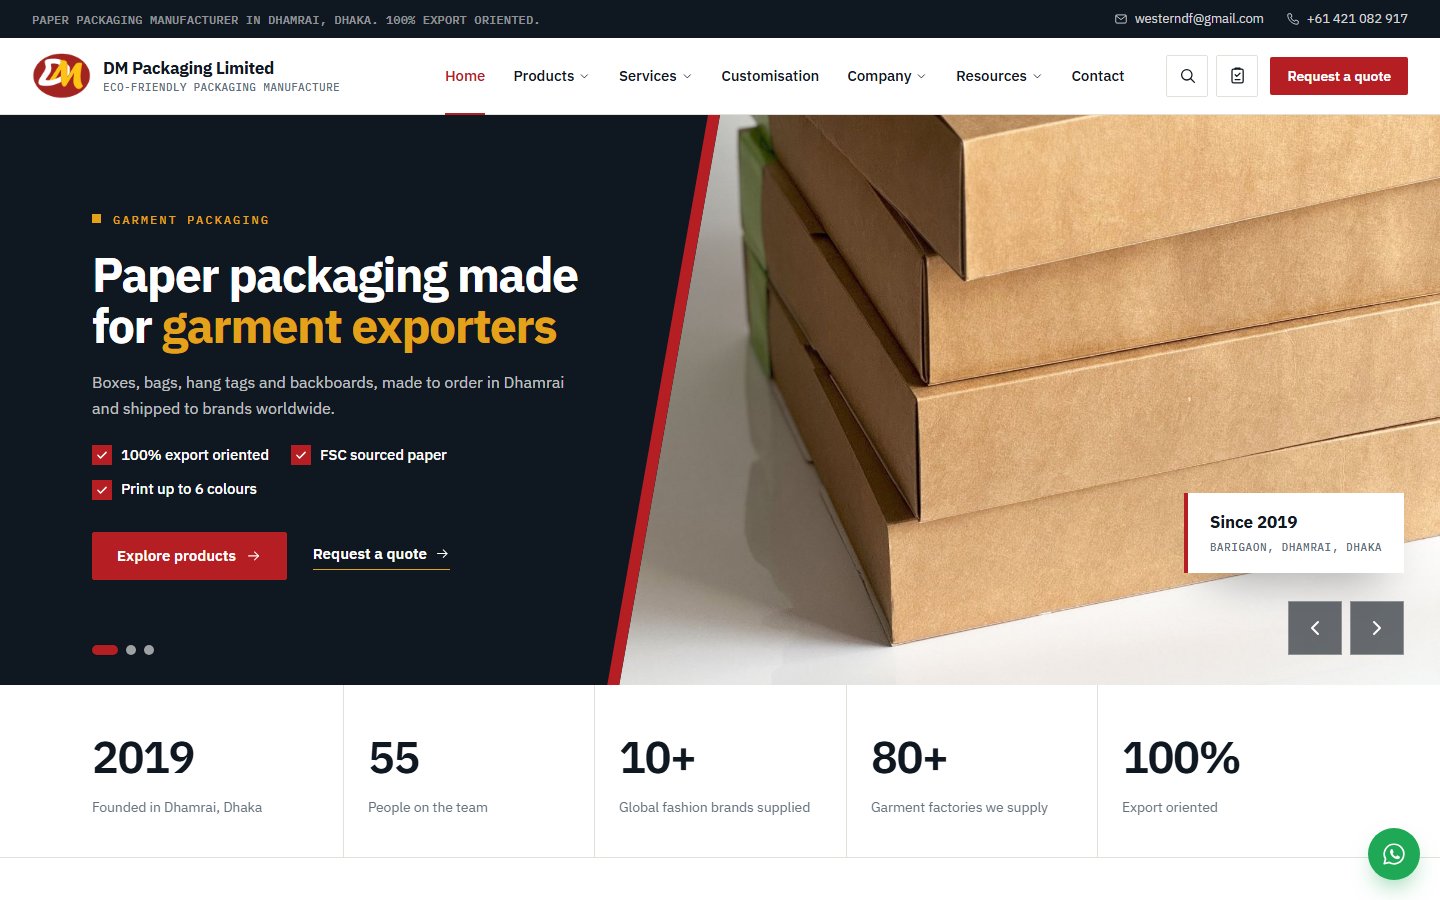 PAPER PACKAGING MANUFACTURER IN DHAMRAI, DHAKA. 100% EXPORT ORIENTED.
westerndf@gmail.com
+61 421 082 917
DM
DM Packaging Limited
ECO-FRIENDLY PACKAGING MANUFACTURE
Home
Products
Services
Customisation
Company
Resources
Contact
Request a quote
GARMENT PACKAGING
Paper packaging made
for garment exporters
Boxes, bags, hang tags and backboards, made to order in Dhamrai
and shipped to brands worldwide.
100% export oriented
FSC sourced paper
Print up to 6 colours
Explore products
Request a quote
Since 2019
BARIGAON, DHAMRAI, DHAKA
2019
Founded in Dhamrai, Dhaka
55
People on the team
10+
Global fashion brands supplied
80+
Garment factories we supply
100%
Export oriented